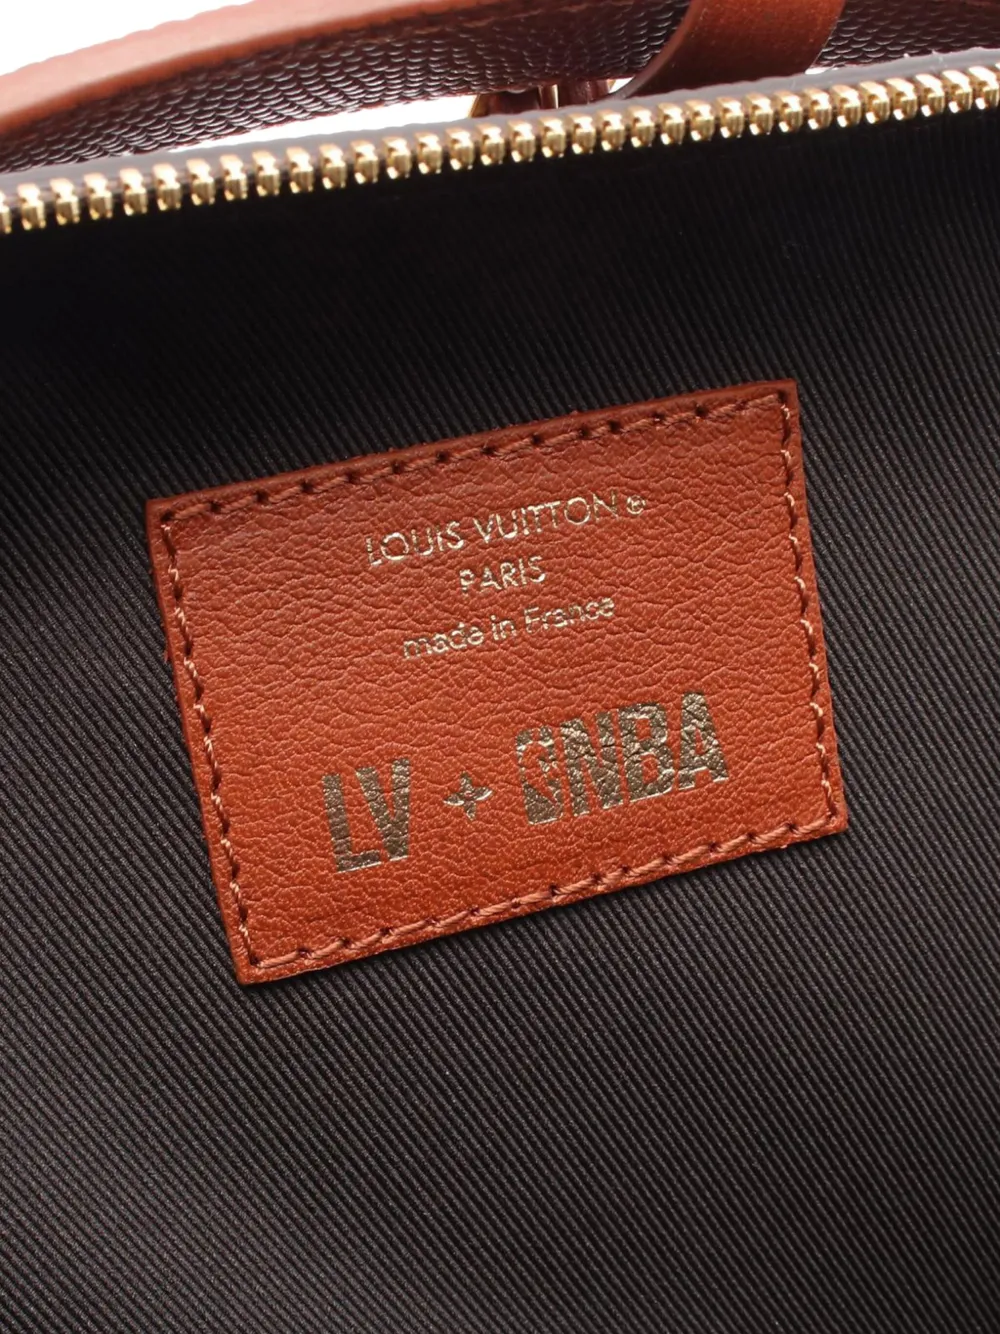 LOUIS VUITTON®
PARIS
made in France
LV + NBA